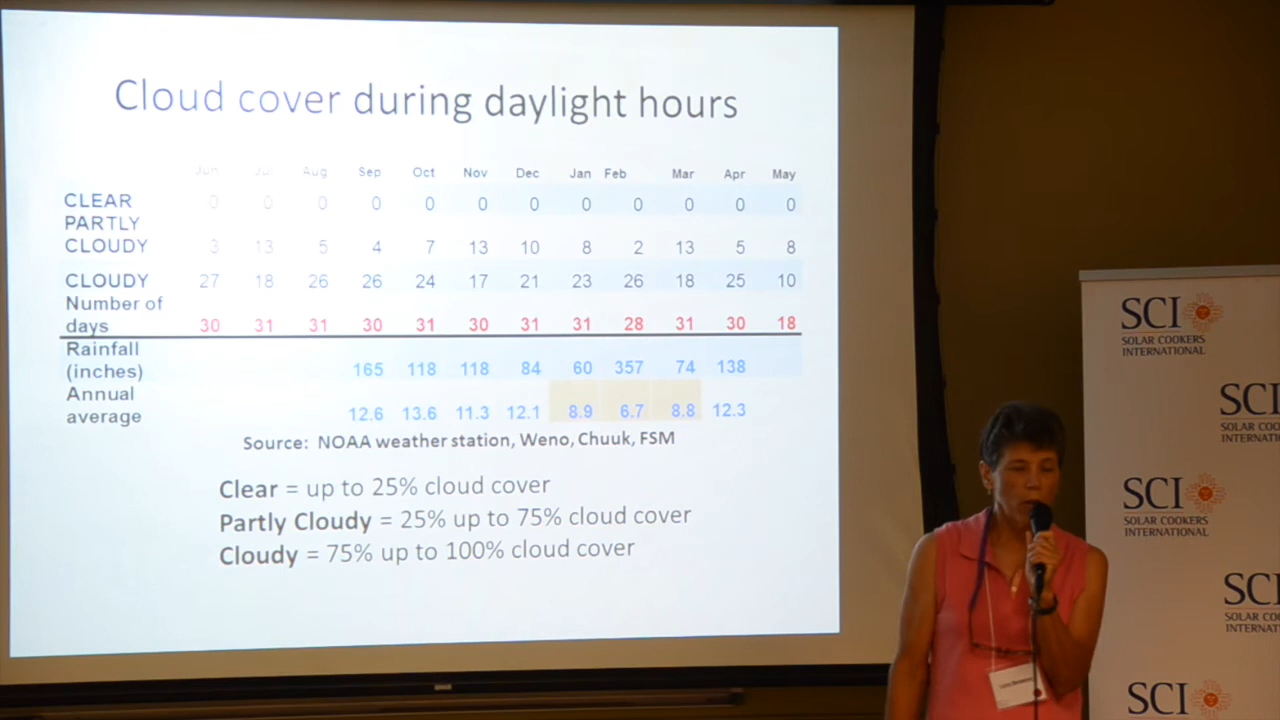 Cloud cover during daylight hours
Jun Jul Aug Sep Oct Nov Dec Jan Feb Mar Apr May
CLEAR 0 0 0 0 0 0 0 0 0 0 0 0
PARTLY
CLOUDY 3 13 5 4 7 13 10 8 2 13 5 8
CLOUDY 27 18 26 26 24 17 21 23 26 18 25 10
Number of
days 30 31 31 30 31 30 31 31 28 31 30 18
Rainfall
(inches) 165 118 118 84 60 357 74 138
Annual
average 12.6 13.6 11.3 12.1 8.9 6.7 8.8 12.3
Source: NOAA weather station, Weno, Chuuk, FSM
Clear = up to 25% cloud cover
Partly Cloudy = 25% up to 75% cloud cover
Cloudy = 75% up to 100% cloud cover
SCI
SOLAR COOKERS
INTERNATIONAL
SCI
SOLAR CO
INTERNATI
SCI
SOLAR COOKERS
INTERNATIONAL
SCI
SOLAR CO
INTERNATI
SCI